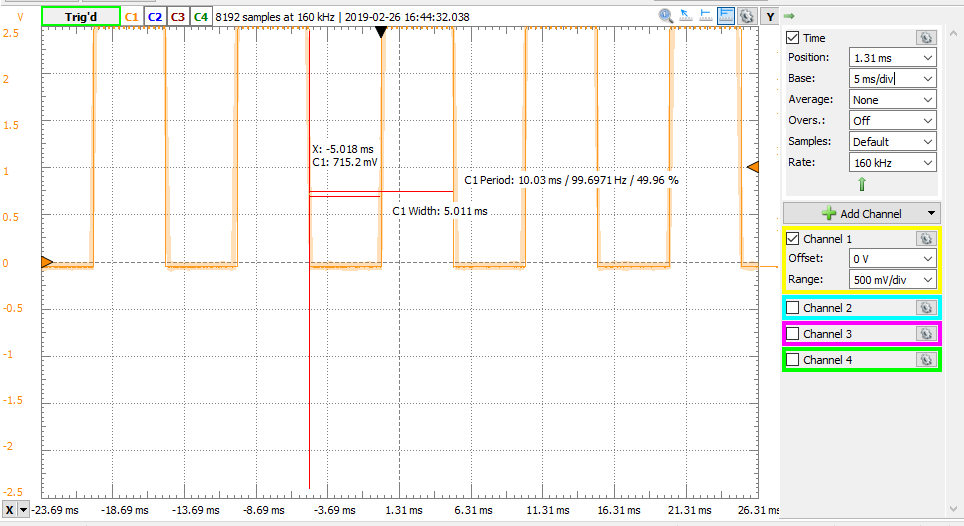 V Trig'd C1 C2 C3 C4 8192 samples at 160 kHz | 2019-02-26 16:44:32.038 Y
2.5
2
1.5
1
0.5
0
-0.5
-1
-1.5
-2
-2.5
X: -5.018 ms
C1: 715.2 mV
C1 Period: 10.03 ms / 99.6971 Hz / 49.96 %
C1 Width: 5.011 ms
X -23.69 ms -18.69 ms -13.69 ms -8.69 ms -3.69 ms 1.31 ms 6.31 ms 11.31 ms 16.31 ms 21.31 ms 26.31 ms
Time
Position: 1.31 ms
Base: 5 ms/div
Average: None
Overs.: Off
Samples: Default
Rate: 160 kHz
Add Channel
Channel 1
Offset: 0 V
Range: 500 mV/div
Channel 2
Channel 3
Channel 4